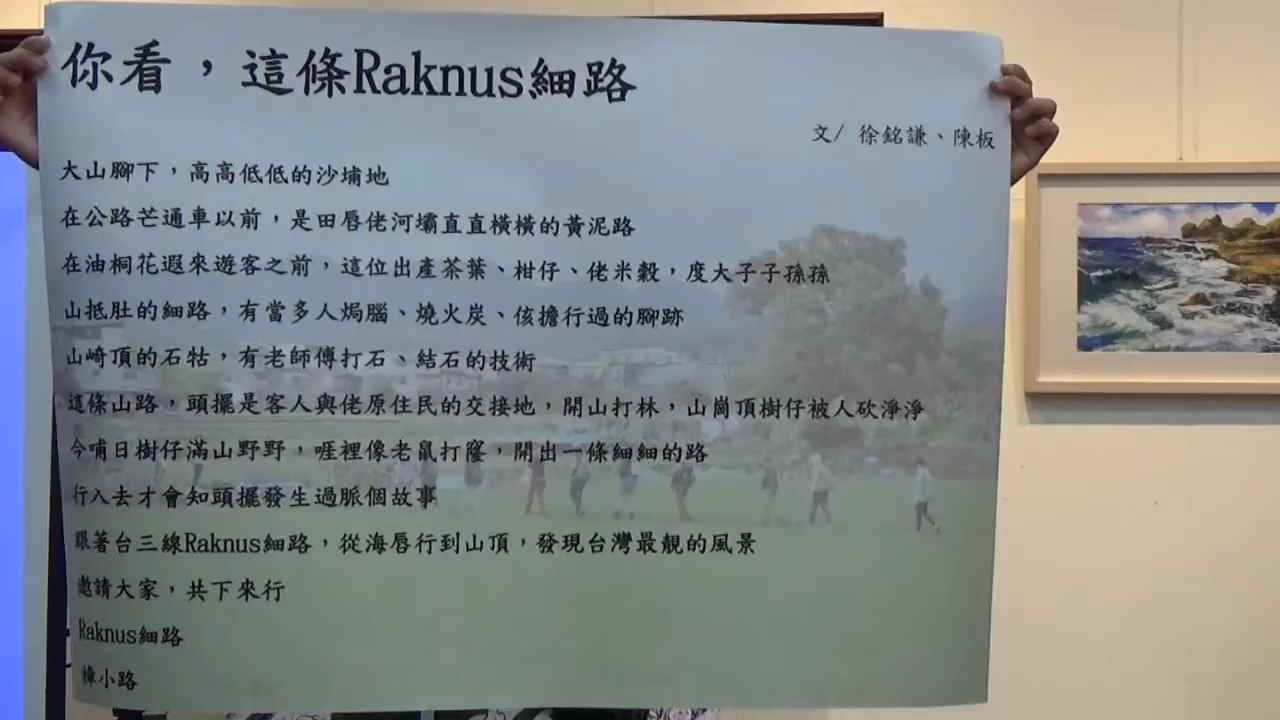 你看，這條Raknus細路
文/ 徐銘謙、陳板
大山腳下，高高低低的沙埔地
在公路芒通車以前，是田唇佬河壩直直橫橫的黃泥路
在油桐花遐來遊客之前，這位出產茶葉、柑仔、佬米穀，度大子子孫孫
山抵肚的細路，有當多人焗腦、燒火炭、侅擔行過的腳跡
山崎頂的石牯，有老師傅打石、結石的技術
這條山路，頭擺是客人與佬原住民的交接地，開山打林，山崗頂樹仔被人砍淨淨
今晡日樹仔滿山野野，啀裡像老鼠打窿，開出一條細細的路
行入去才會知頭擺發生過脈個故事
跟著台三線Raknus細路，從海唇行到山頂，發現台灣最靚的風景
邀請大家，共下來行
Raknus細路
樟小路